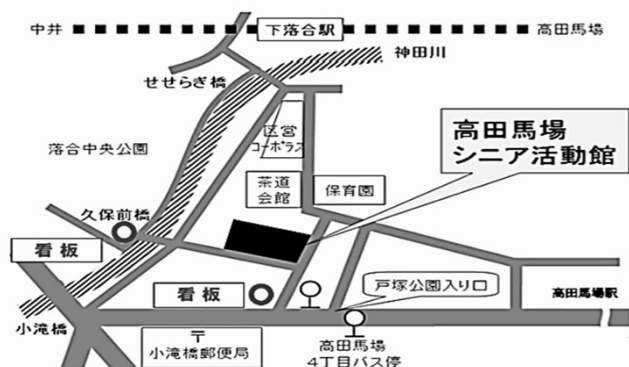 中井
下落合駅
高田馬場
神田川
せせらぎ橋
区営
コーポラス
高田馬場
シニア活動館
落合中央公園
茶道
会館
保育園
久保前橋
看板
看板
戸塚公園入り口
高田馬場駅
小滝橋
〒
小滝橋郵便局
高田馬場
4丁目バス停